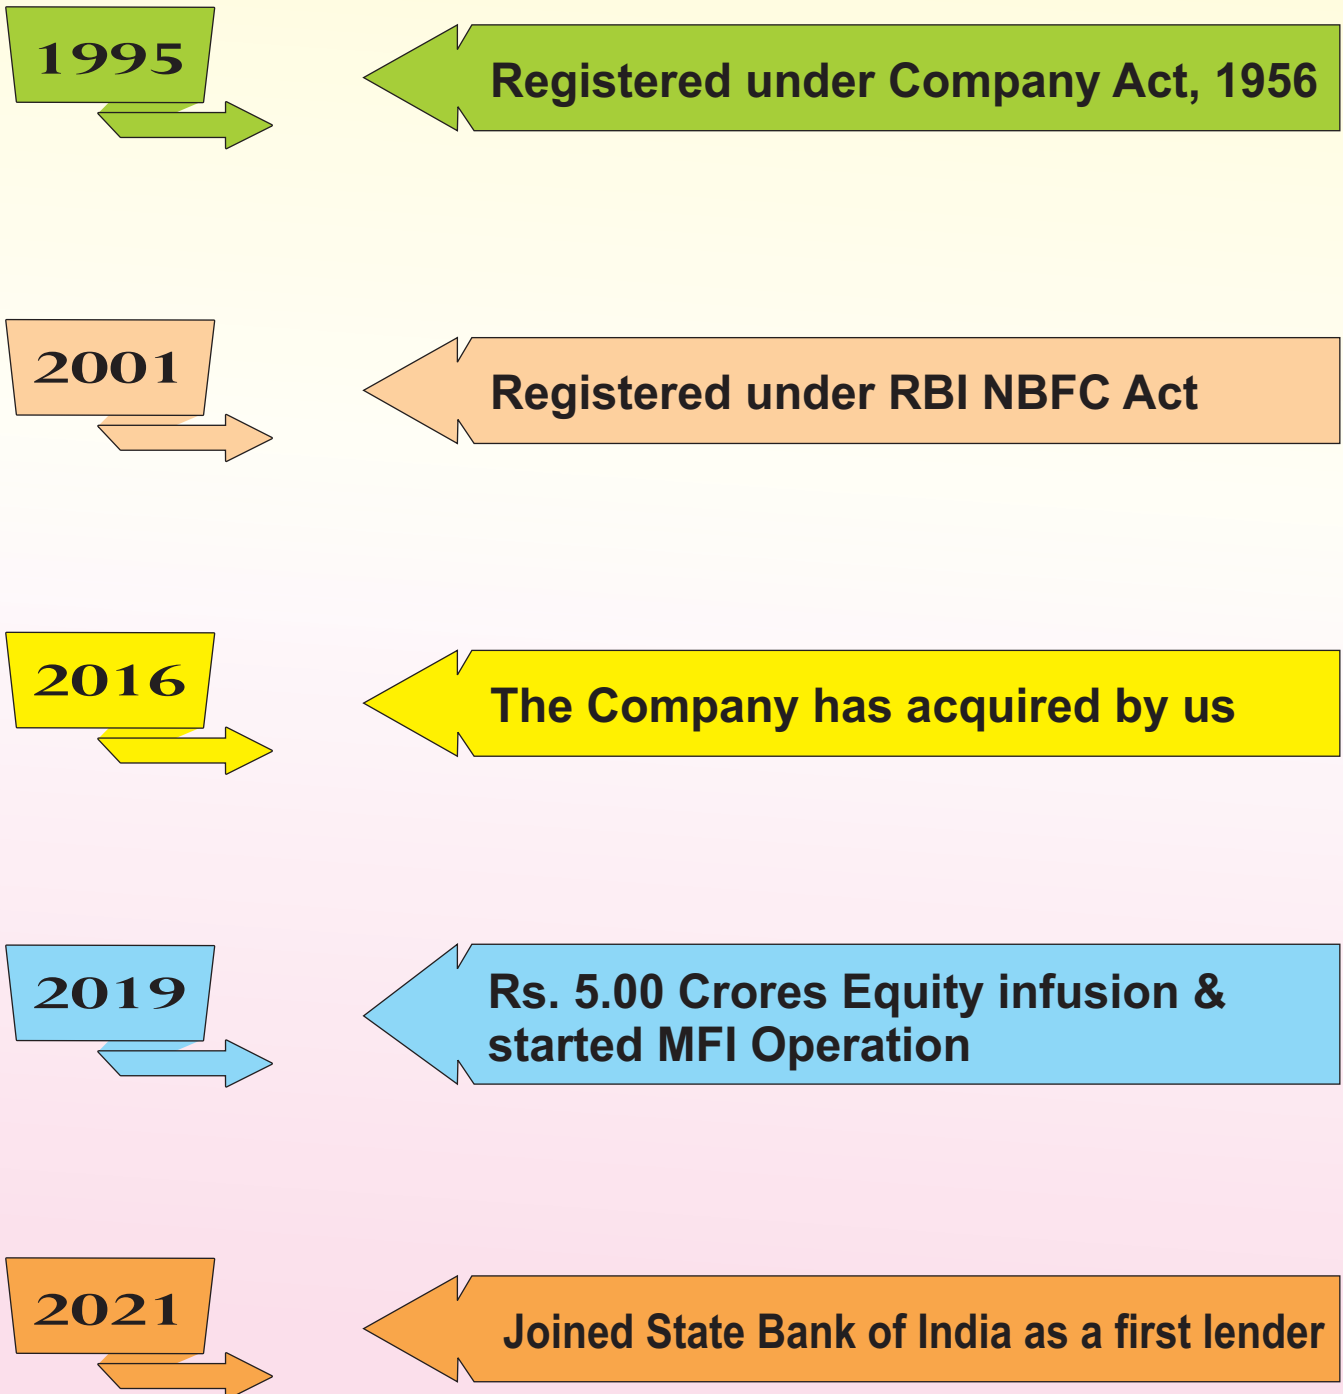 1995
Registered under Company Act, 1956
2001
Registered under RBI NBFC Act
2016
The Company has acquired by us
2019
Rs. 5.00 Crores Equity infusion &
started MFI Operation
2021
Joined State Bank of India as a first lender